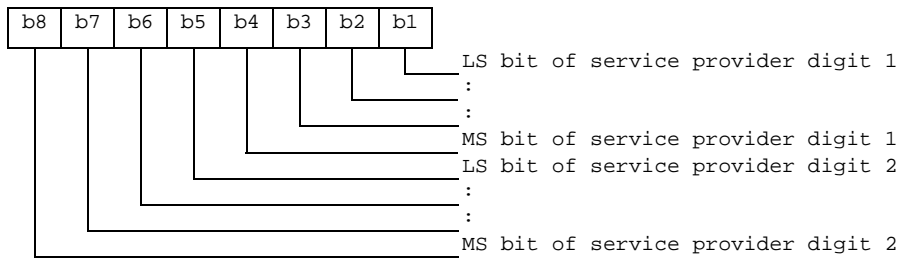 b8 b7 b6 b5 b4 b3 b2 b1
LS bit of service provider digit 1
:
:
MS bit of service provider digit 1
LS bit of service provider digit 2
:
:
MS bit of service provider digit 2